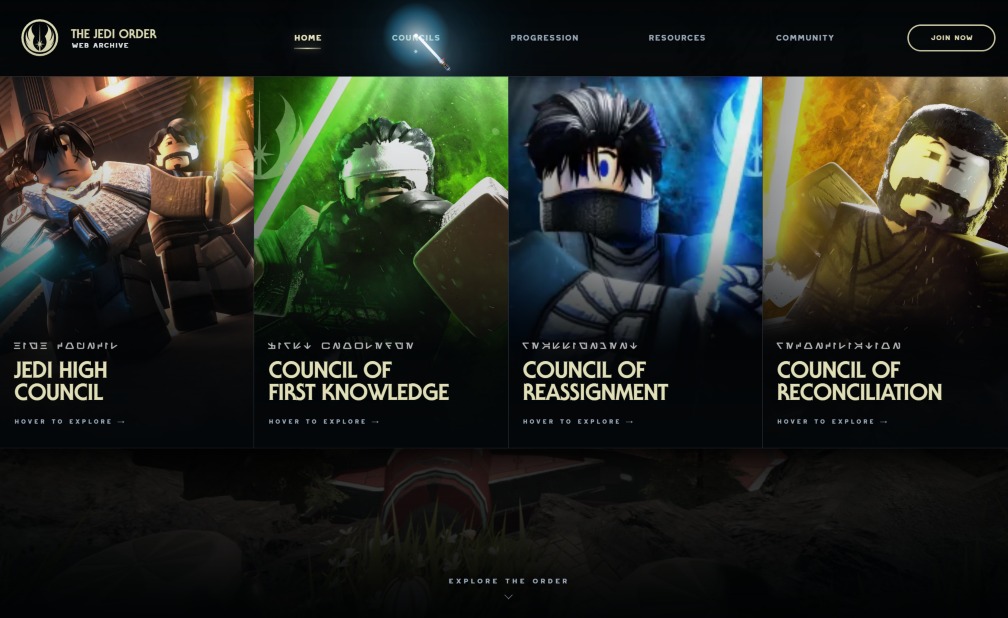 THE JEDI ORDER
WEB ARCHIVE
HOME
COUNCILS
PROGRESSION
RESOURCES
COMMUNITY
JOIN NOW
JEDI HIGH
COUNCIL
HOVER TO EXPLORE →
COUNCIL OF
FIRST KNOWLEDGE
HOVER TO EXPLORE →
COUNCIL OF
REASSIGNMENT
HOVER TO EXPLORE →
COUNCIL OF
RECONCILIATION
HOVER TO EXPLORE →
EXPLORE THE ORDER